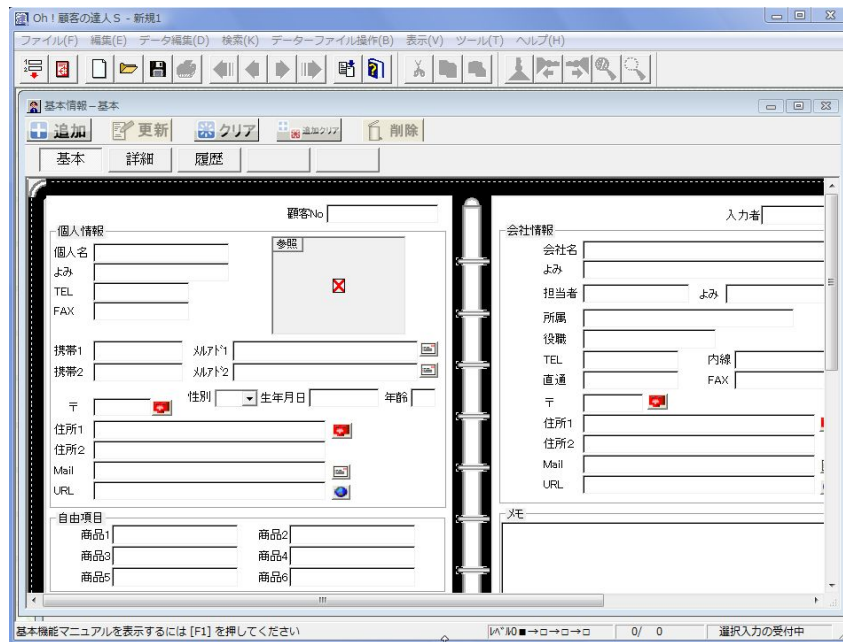 Oh！顧客の達人S - 新規1
ファイル(F) 編集(E) データ編集(D) 検索(K) データーファイル操作(B) 表示(V) ツール(T) ヘルプ(H)
基本情報－基本
追加 更新 クリア 追加クリア 削除
基本 詳細 履歴
顧客No 入力者
個人情報 会社情報
個人名 参照 会社名
よみ よみ
TEL 担当者 よみ
FAX 所属
役職
携帯1 ﾒﾙｱﾄﾞ1 TEL 内線
携帯2 ﾒﾙｱﾄﾞ2 直通 FAX
〒 性別 生年月日 年齢 〒
住所1 住所1
住所2 住所2
Mail Mail
URL URL
自由項目 メモ
商品1 商品2
商品3 商品4
商品5 商品6
基本機能マニュアルを表示するには [F1] を押してください ﾚﾍﾞﾙ0■→□→□→□ 0/ 0 選択入力の受付中